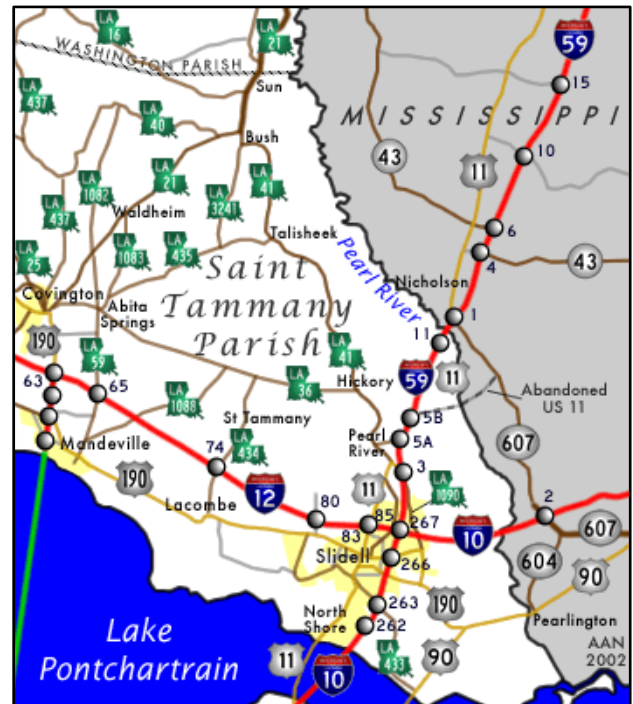 LA 16
LA 21
59
WASHINGTON PARISH
LA 437
Sun
15
LA 40
MISSISSIPPI
Bush
43
10
11
LA 1082
LA 21
LA 41
Waldheim
LA 3241
LA 437
6
Talisheek
LA 1083
LA 435
4
43
LA 25
Saint
Tammany
Parish
Pearl River
Nicholson
Covington
Abita
Springs
1
190
11
LA 59
LA 41
63
65
LA 36
Hickory
59
11
Abandoned
US 11
LA 1088
5B
St Tammany
5A
Pearl
River
607
Mandeville
74
LA 434
3
190
12
11
LA 1090
Lacombe
80
85
2
83
267
10
607
Slidell
266
604
90
263
190
North
Shore
262
Pearlington
Lake
Pontchartrain
11
10
LA 433
90
AAN
2002